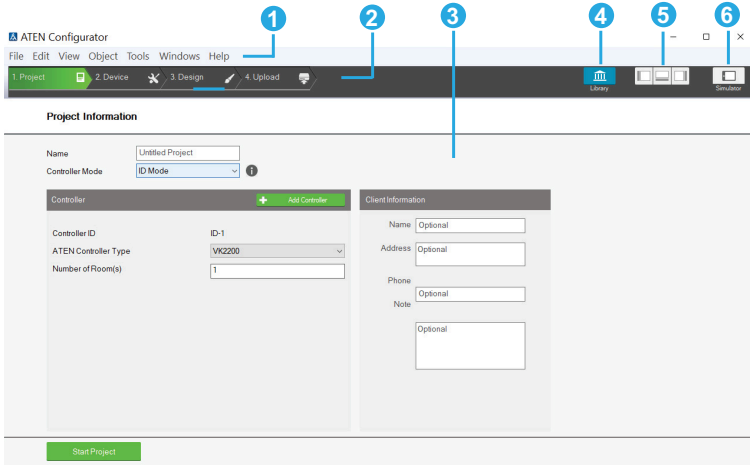 1 2 3 4 5 6
ATEN Configurator
File Edit View Object Tools Windows Help
1. Project 2. Device 3. Design 4. Upload Library Simulator
Project Information
Name Untitled Project
Controller Mode ID Mode
Controller Add Controller Client Information
Name Optional
Controller ID ID-1
ATEN Controller Type VK2200 Address Optional
Number of Room(s) 1
Phone
Optional
Note
Optional
Start Project